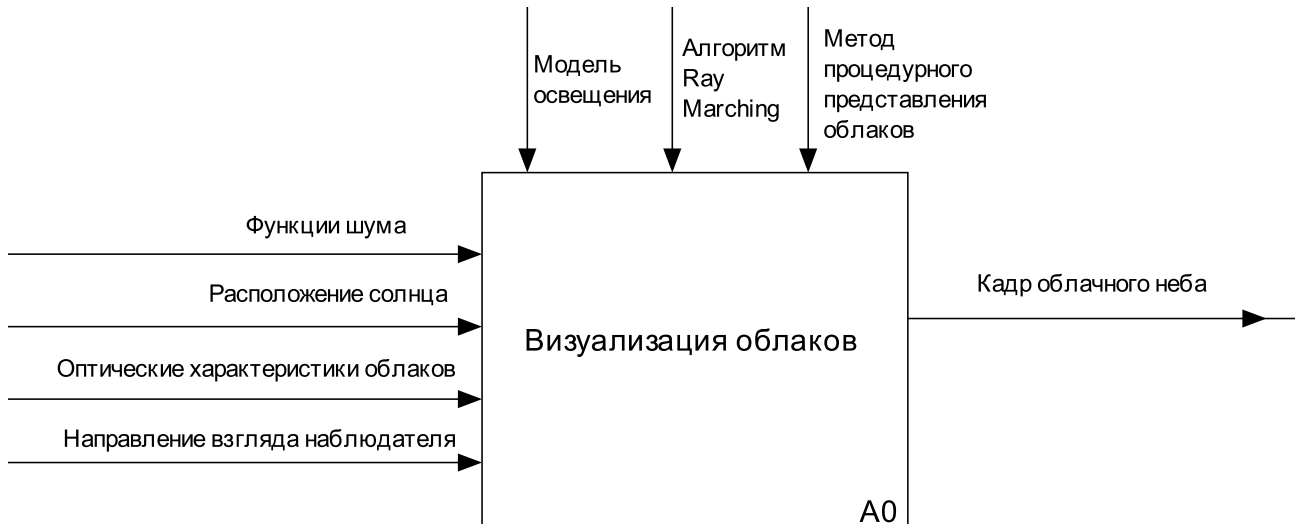 Модель
освещения
Алгоритм
Ray
Marching
Метод
процедурного
представления
облаков
Функции шума
Расположение солнца
Оптические характеристики облаков
Направление взгляда наблюдателя
Визуализация облаков
Кадр облачного неба
A0